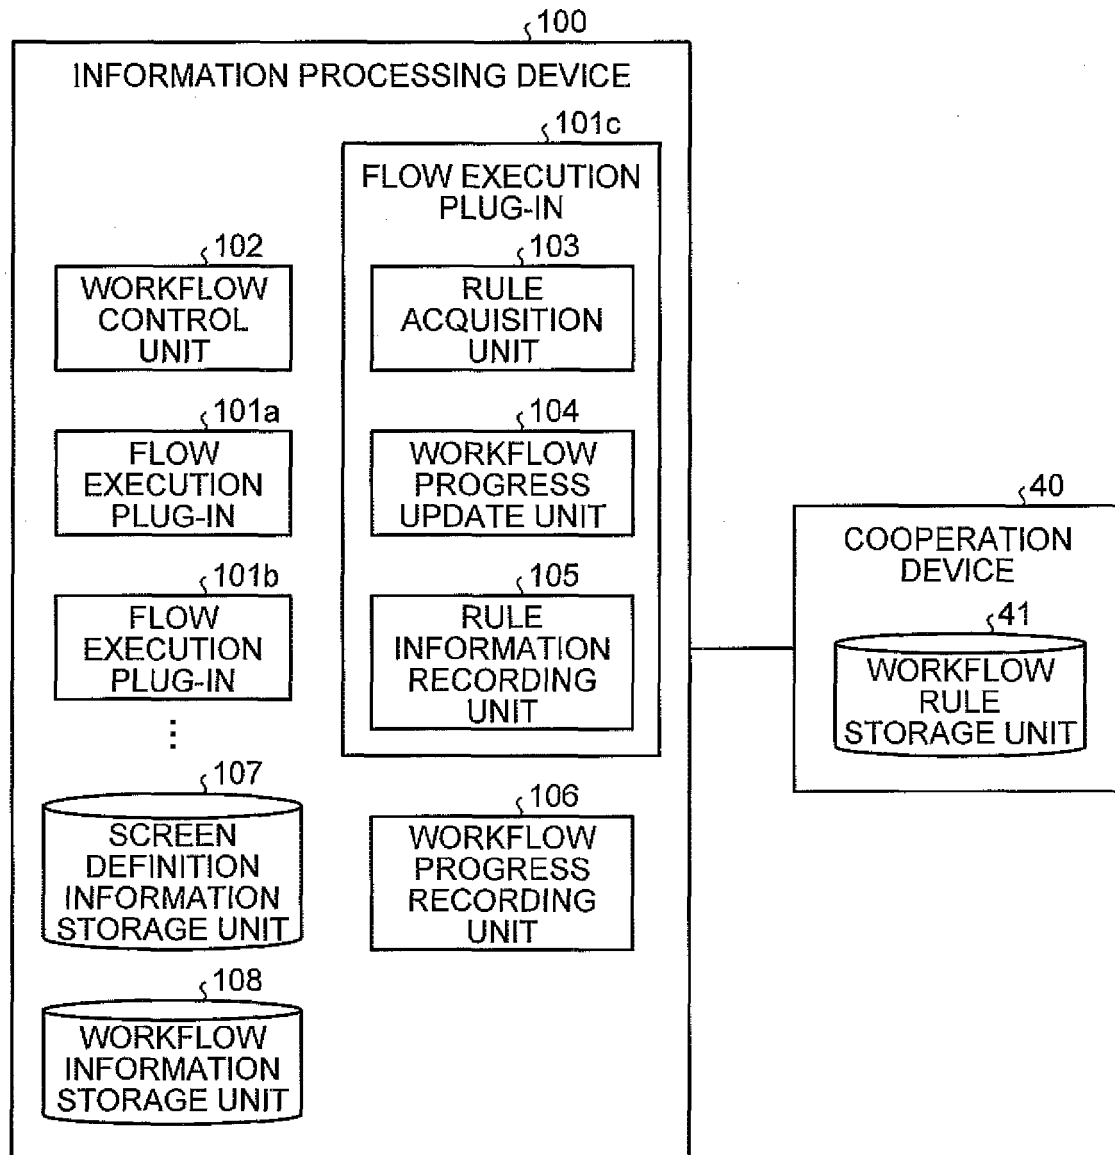 100
INFORMATION PROCESSING DEVICE
101c
FLOW EXECUTION
PLUG-IN
102
WORKFLOW
CONTROL
UNIT
103
RULE
ACQUISITION
UNIT
101a
FLOW
EXECUTION
PLUG-IN
104
WORKFLOW
PROGRESS
UPDATE UNIT
101b
FLOW
EXECUTION
PLUG-IN
⋮
105
RULE
INFORMATION
RECORDING
UNIT
107
SCREEN
DEFINITION
INFORMATION
STORAGE UNIT
106
WORKFLOW
PROGRESS
RECORDING
UNIT
108
WORKFLOW
INFORMATION
STORAGE UNIT
40
COOPERATION
DEVICE
41
WORKFLOW
RULE
STORAGE UNIT